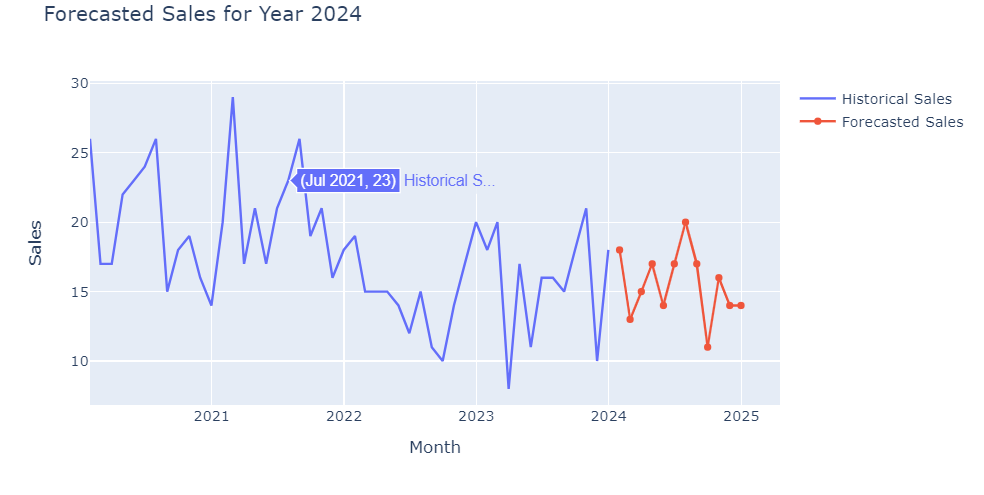 Forecasted Sales for Year 2024
30
25
20
15
10
Sales
(Jul 2021, 23) Historical S...
2021 2022 2023 2024 2025
Month
Historical Sales
Forecasted Sales